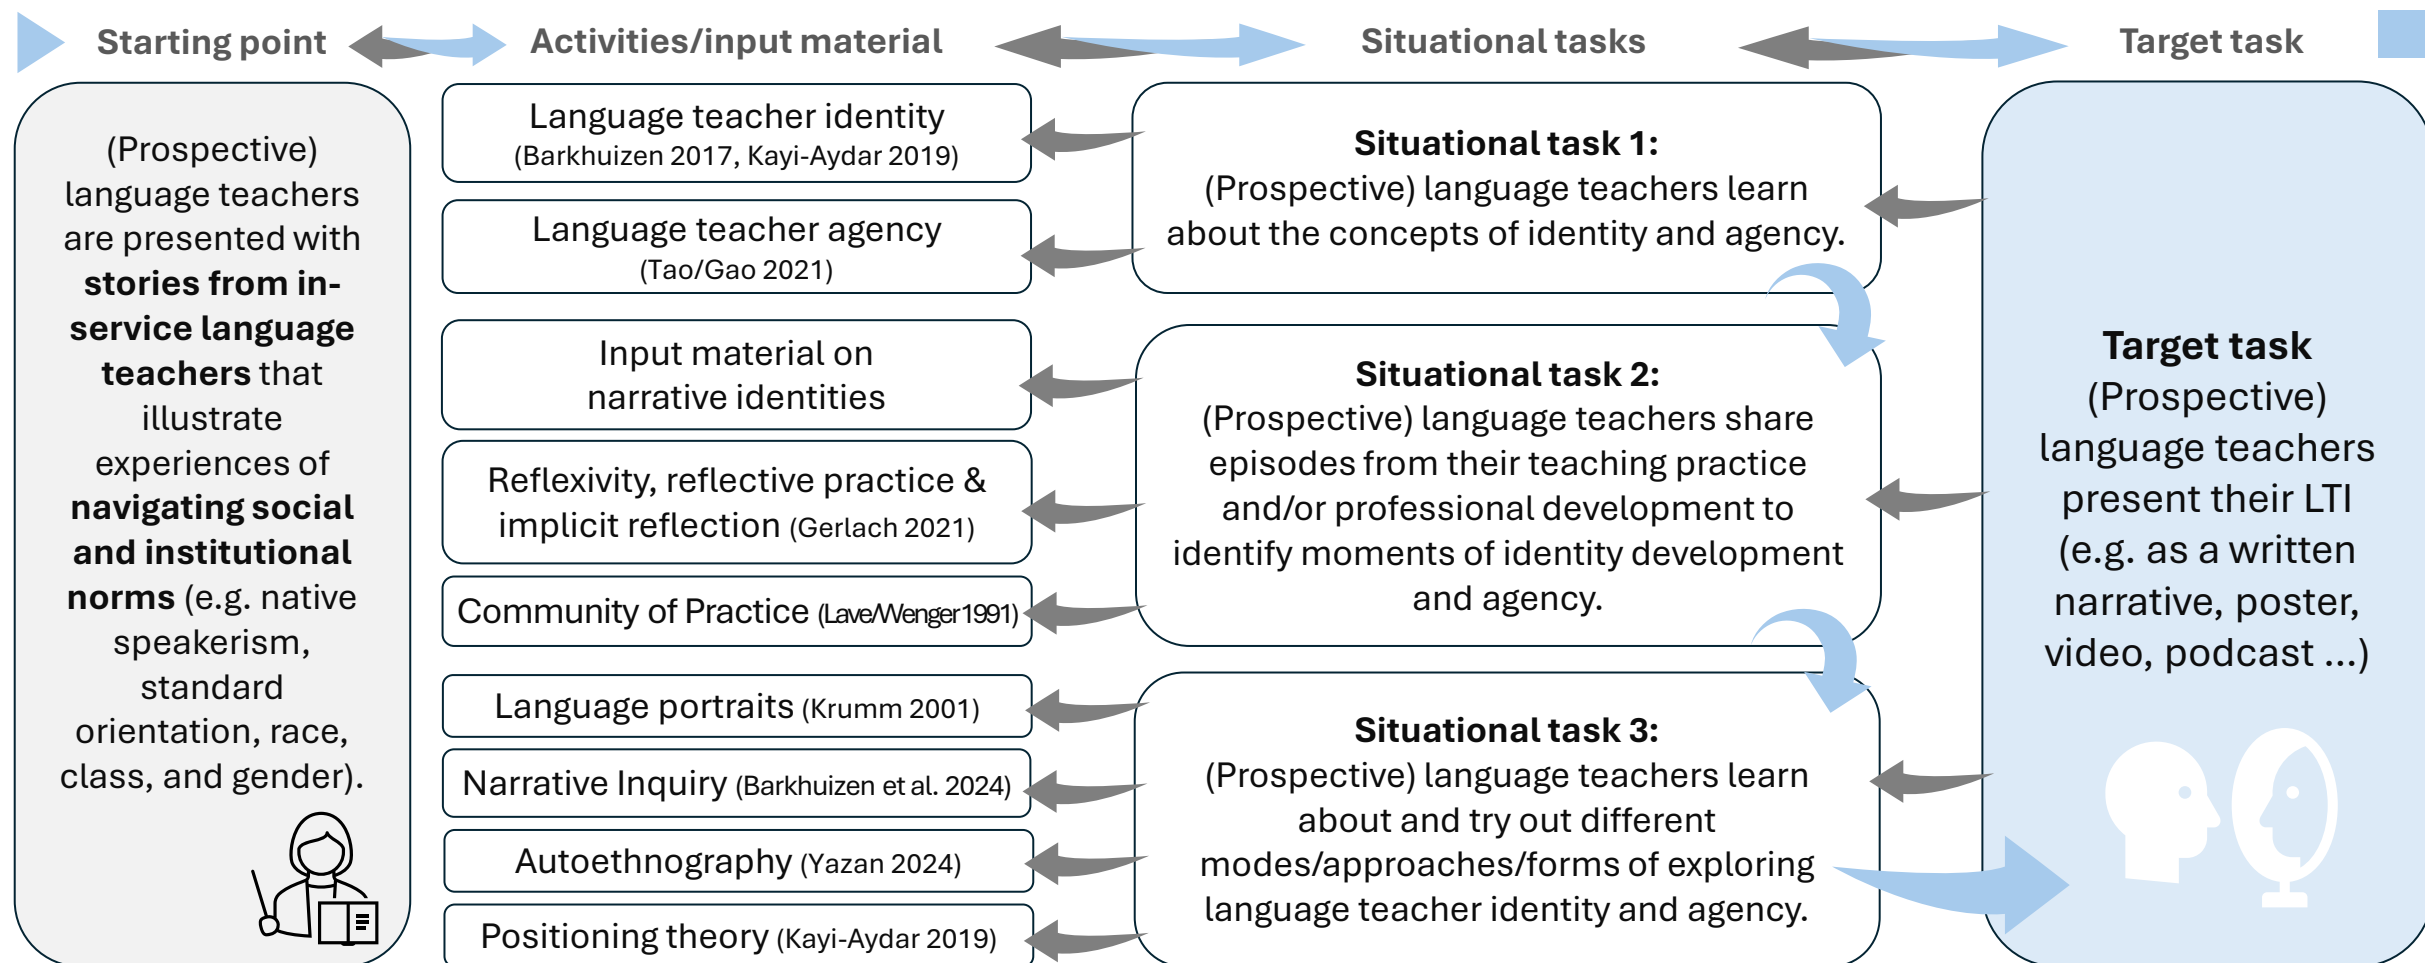 Starting point
Activities/input material
Situational tasks
Target task
(Prospective)
language teachers
are presented with
stories from in-
service language
teachers that
illustrate
experiences of
navigating social
and institutional
norms (e.g. native
speakerism,
standard
orientation, race,
class, and gender).
Language teacher identity
(Barkhuizen 2017, Kayi-Aydar 2019)
Language teacher agency
(Tao/Gao 2021)
Input material on
narrative identities
Reflexivity, reflective practice &
implicit reflection (Gerlach 2021)
Community of Practice (Lave/Wenger 1991)
Language portraits (Krumm 2001)
Narrative Inquiry (Barkhuizen et al. 2024)
Autoethnography (Yazan 2024)
Positioning theory (Kayi-Aydar 2019)
Situational task 1:
(Prospective) language teachers learn
about the concepts of identity and agency.
Situational task 2:
(Prospective) language teachers share
episodes from their teaching practice
and/or professional development to
identify moments of identity development
and agency.
Situational task 3:
(Prospective) language teachers learn
about and try out different
modes/approaches/forms of exploring
language teacher identity and agency.
Target task
(Prospective)
language teachers
present their LTI
(e.g. as a written
narrative, poster,
video, podcast ...)